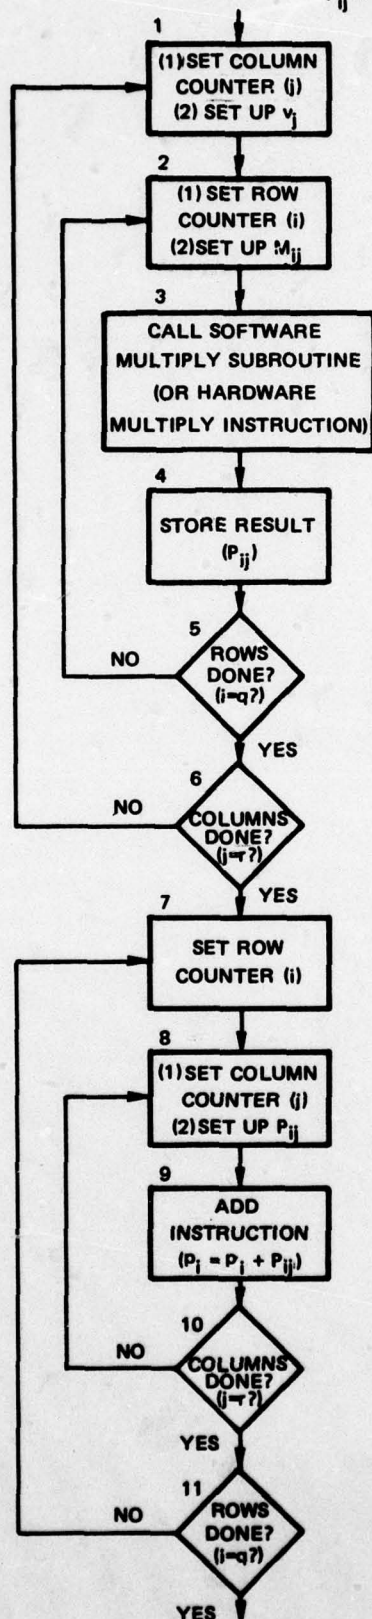 ij
1
(1) SET COLUMN
COUNTER (j)
(2) SET UP vj
2
(1) SET ROW
COUNTER (i)
(2) SET UP Mij
3
CALL SOFTWARE
MULTIPLY SUBROUTINE
(OR HARDWARE
MULTIPLY INSTRUCTION)
4
STORE RESULT
(Pij)
5
ROWS
DONE?
(i=q?)
NO
YES
6
COLUMNS
DONE?
(j=r?)
NO
YES
7
SET ROW
COUNTER (i)
8
(1) SET COLUMN
COUNTER (j)
(2) SET UP Pij
9
ADD
INSTRUCTION
(Pi = Pi + Pij)
10
COLUMNS
DONE?
(j=r?)
NO
YES
11
ROWS
DONE?
(i=q?)
NO
YES